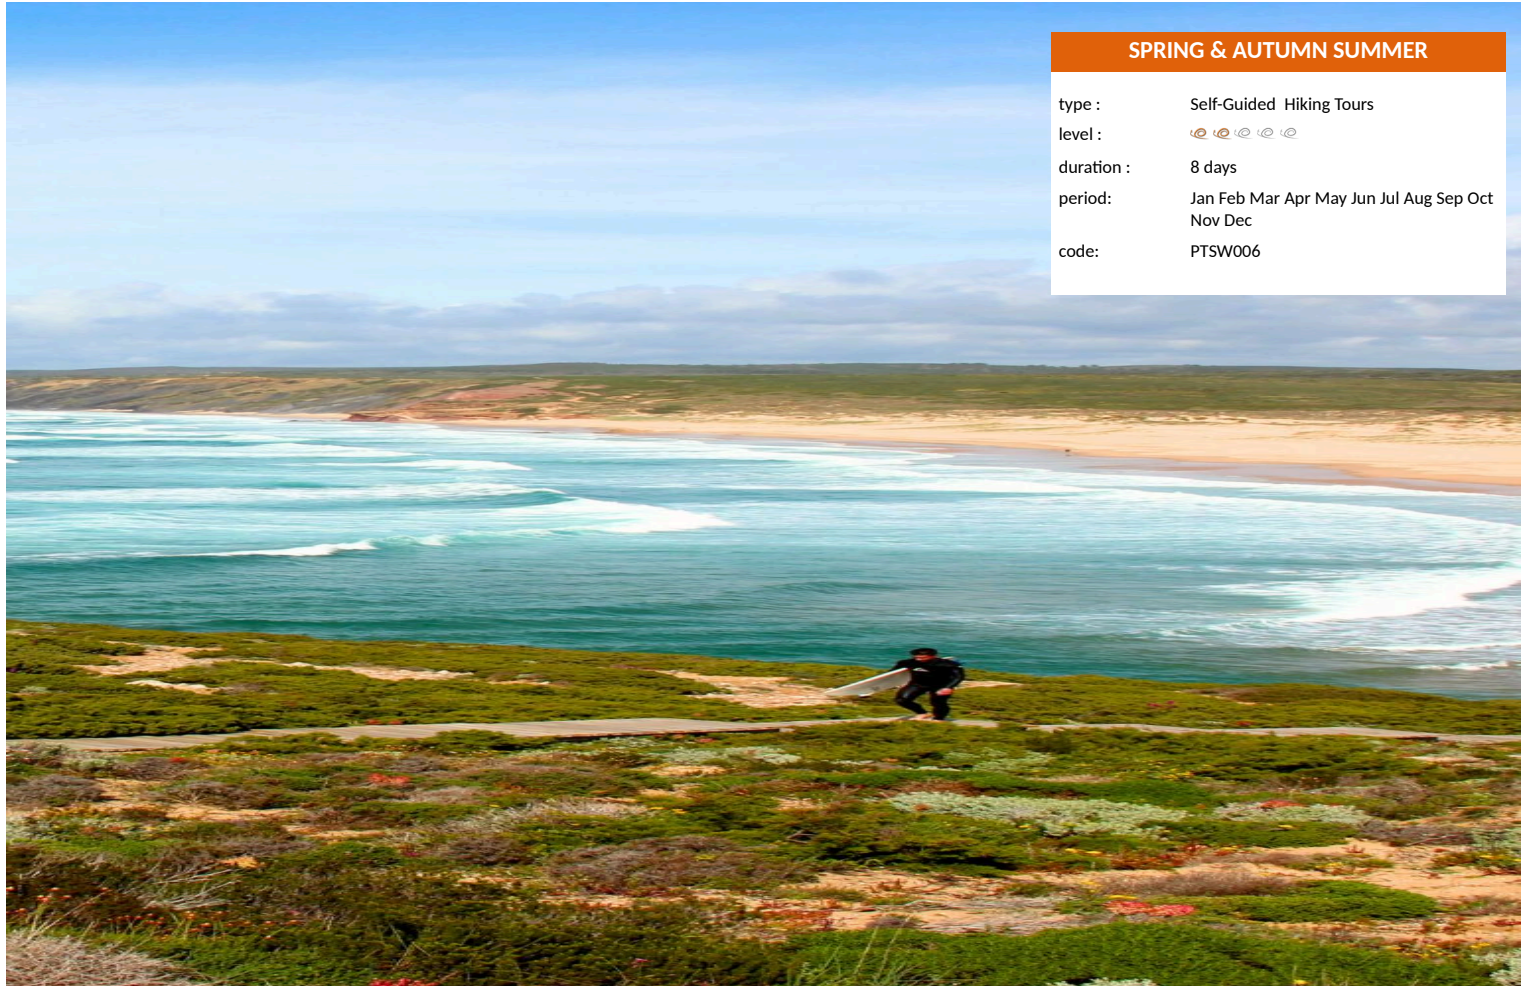 SPRING & AUTUMN SUMMER
type : Self-Guided  Hiking Tours
level :
duration : 8 days
period: Jan Feb Mar Apr May Jun Jul Aug Sep Oct
Nov Dec
code: PTSW006